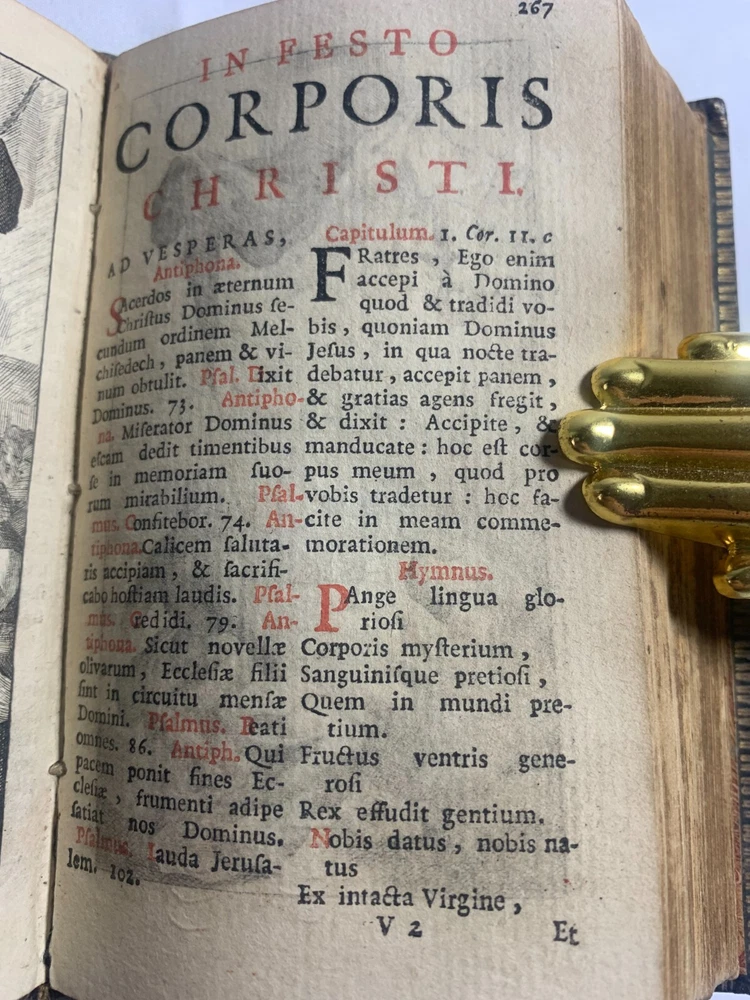 267
IN FESTO
CORPORIS
CHRISTI.
AD VESPERAS,
Antiphona.
SAcerdos in æternum
Chriſtus Dominus ſe-
cundum ordinem Mel-
chiſedech, panem & vi-
num obtulit. Pſal. Dixit
Dominus. 73. Antipho-
na. Miſerator Dominus
eſcam dedit timentibus
ſe in memoriam ſuo-
rum mirabilium. Pſal-
mus. Confitebor. 74. An-
tiphona. Calicem ſaluta-
ris accipiam, & ſacrifi-
cabo hoſtiam laudis. Pſal-
mus. Credidi. 79. An-
tiphona. Sicut novellæ
olivarum, Eccleſiæ filii
ſint in circuitu menſæ
Domini. Pſalmus. Beati
omnes. 86. Antiph. Qui
pacem ponit fines Ec-
cleſiæ, frumenti adipe
ſatiat nos Dominus.
Pſalmus. Lauda Jeruſa-
lem. 102.
Capitulum. 1. Cor. 11. c
FRatres, Ego enim
accepi à Domino
quod & tradidi vo-
bis, quoniam Dominus
Jeſus, in qua nocte tra-
debatur, accepit panem,
& gratias agens fregit,
& dixit : Accipite, &
manducate : hoc eſt cor-
pus meum, quod pro
vobis tradetur : hoc fa-
cite in meam comme-
morationem.
Hymnus.
PAnge lingua glo-
rioſi
Corporis myſterium,
Sanguiniſque pretioſi,
Quem in mundi pre-
tium.
Fructus ventris gene-
roſi
Rex effudit gentium.
Nobis datus, nobis na-
tus
Ex intacta Virgine,
V 2 Et